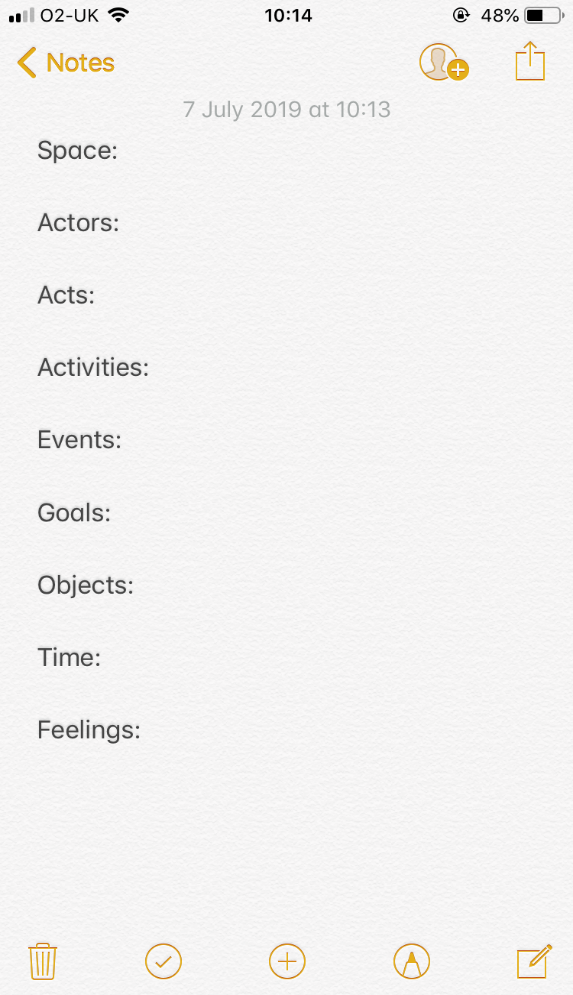 O2-UK 10:14 48%
Notes
7 July 2019 at 10:13
Space:
Actors:
Acts:
Activities:
Events:
Goals:
Objects:
Time:
Feelings: